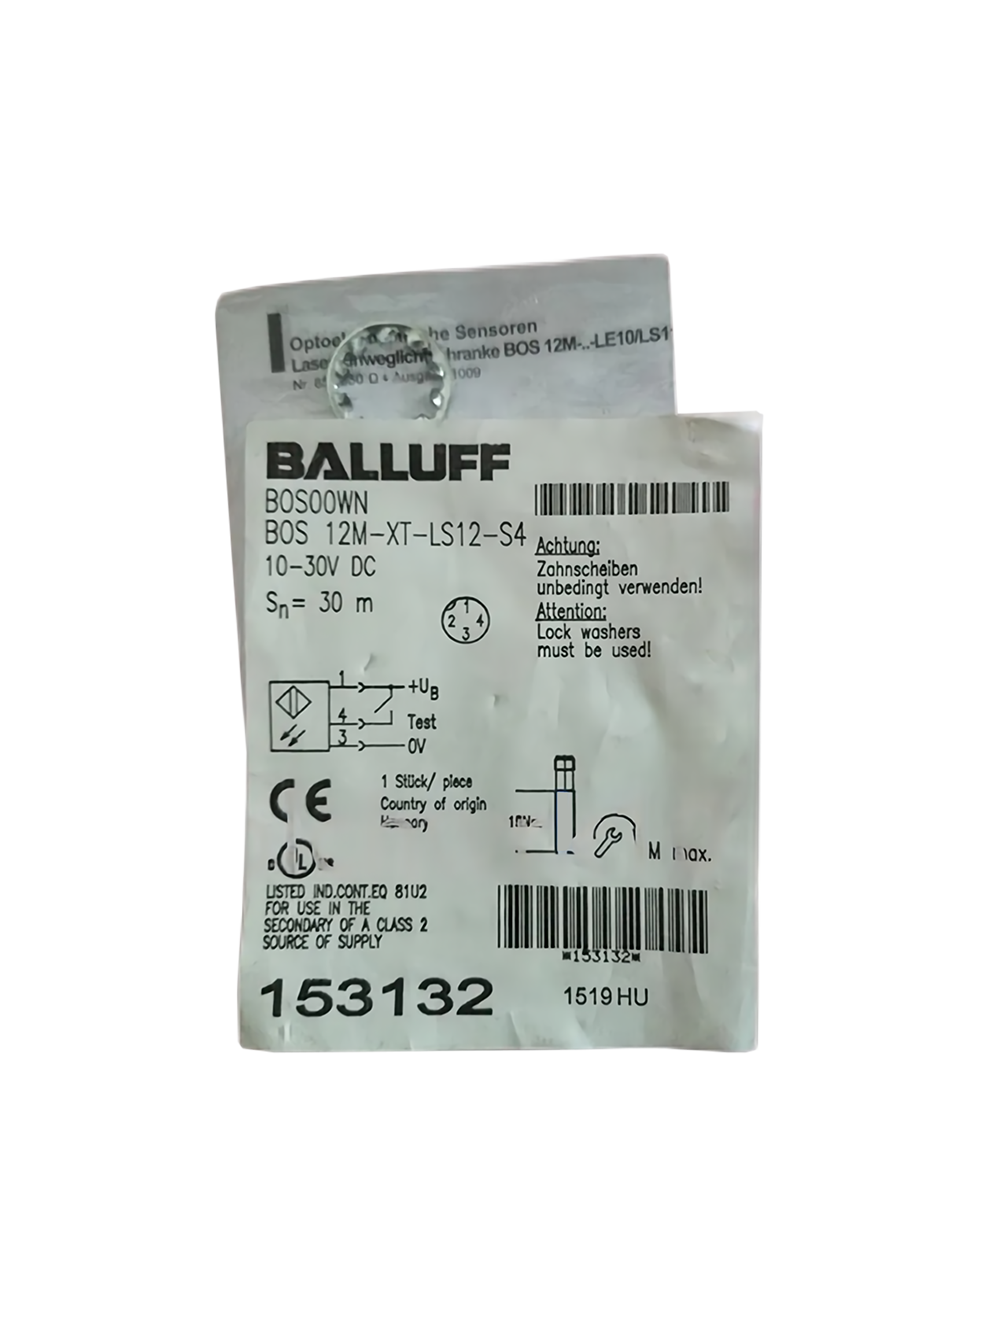 he Sensoren
BOS 12M-..-LE10/LS1
1009
BALLUFF
BOS00WN
BOS 12M-XT-LS12-S4
10-30V DC
Sn= 30 m
1
2 4
3
Achtung:
Zahnscheiben
unbedingt verwenden!
Attention:
Lock washers
must be used!
1 +UB
4 Test
3 0V
CE
1 Stück/ piece
Country of origin
M max.
UL
LISTED IND.CONT.EQ 81U2
FOR USE IN THE
SECONDARY OF A CLASS 2
SOURCE OF SUPPLY
*153132*
153132
1519 HU